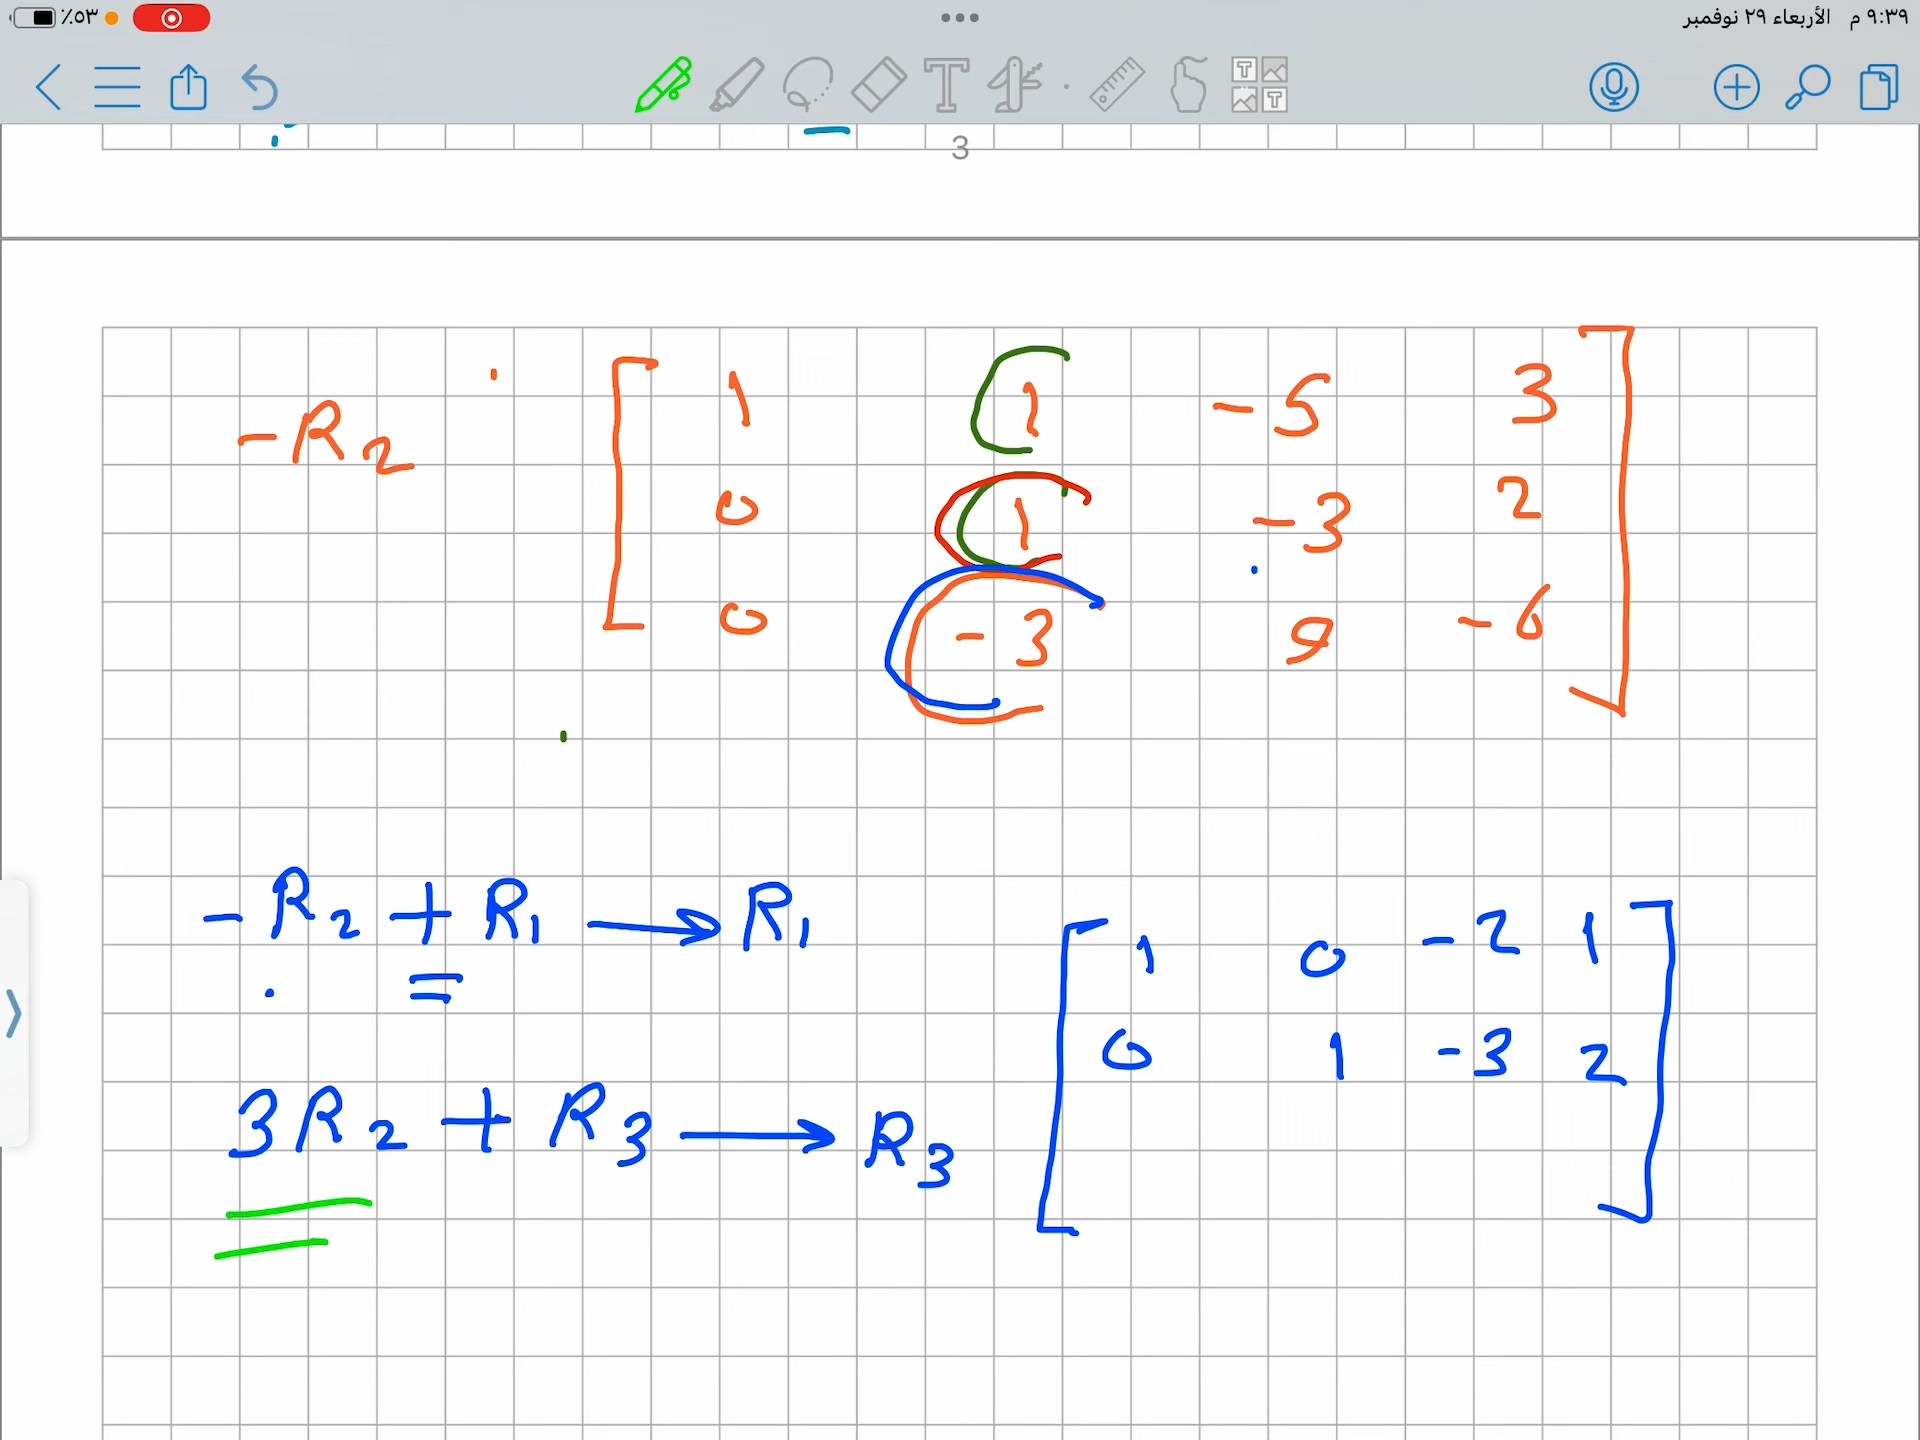 ٪٥٣ ٩:٣٩ م الأربعاء ٢٩ نوفمبر
3
-R2 [ 1 1 -5 3
0 1 -3 2
0 -3 9 -6 ]
-R2 + R1 → R1 [ 1 0 -2 1
0 1 -3 2 ]
3R2 + R3 → R3